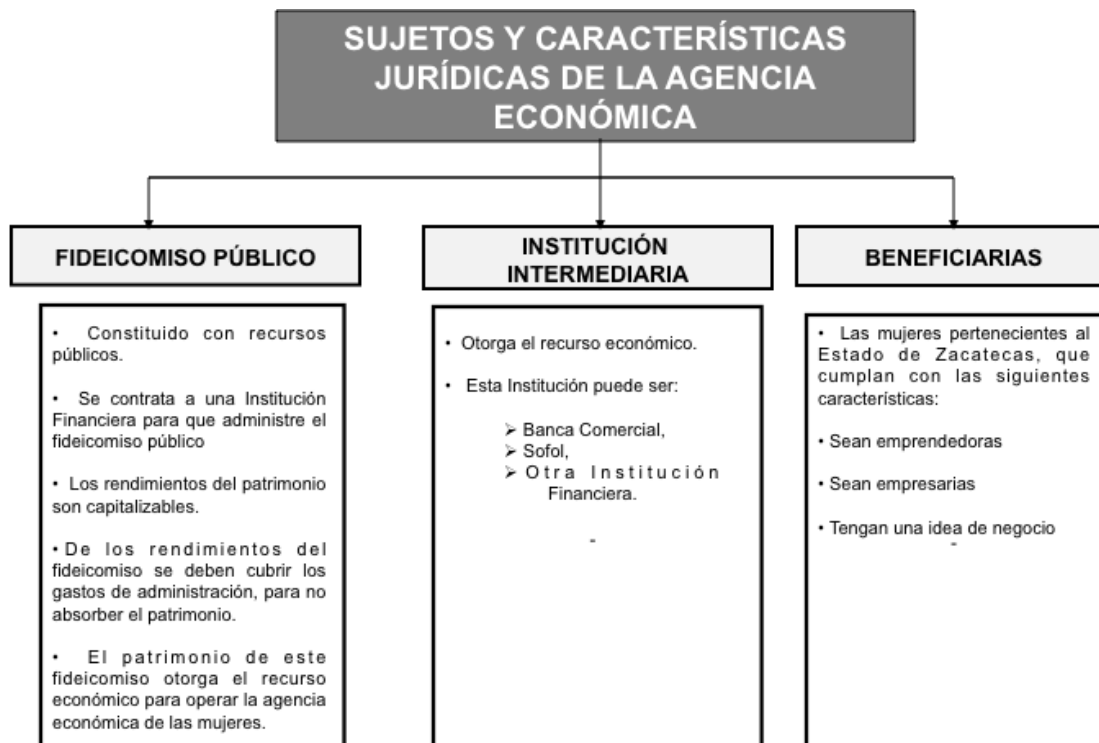 SUJETOS Y CARACTERÍSTICAS
JURÍDICAS DE LA AGENCIA
ECONÓMICA
FIDEICOMISO PÚBLICO
• Constituido con recursos
públicos.
• Se contrata a una Institución
Financiera para que administre el
fideicomiso público
• Los rendimientos del patrimonio
son capitalizables.
• De los rendimientos del
fideicomiso se deben cubrir los
gastos de administración, para no
absorber el patrimonio.
• El patrimonio de este
fideicomiso otorga el recurso
económico para operar la agencia
económica de las mujeres.
INSTITUCIÓN
INTERMEDIARIA
• Otorga el recurso económico.
• Esta Institución puede ser:
➢ Banca Comercial,
➢ Sofol,
➢ Otra Institución
Financiera.
-
BENEFICIARIAS
• Las mujeres pertenecientes al
Estado de Zacatecas, que
cumplan con las siguientes
características:
• Sean emprendedoras
• Sean empresarias
• Tengan una idea de negocio
-